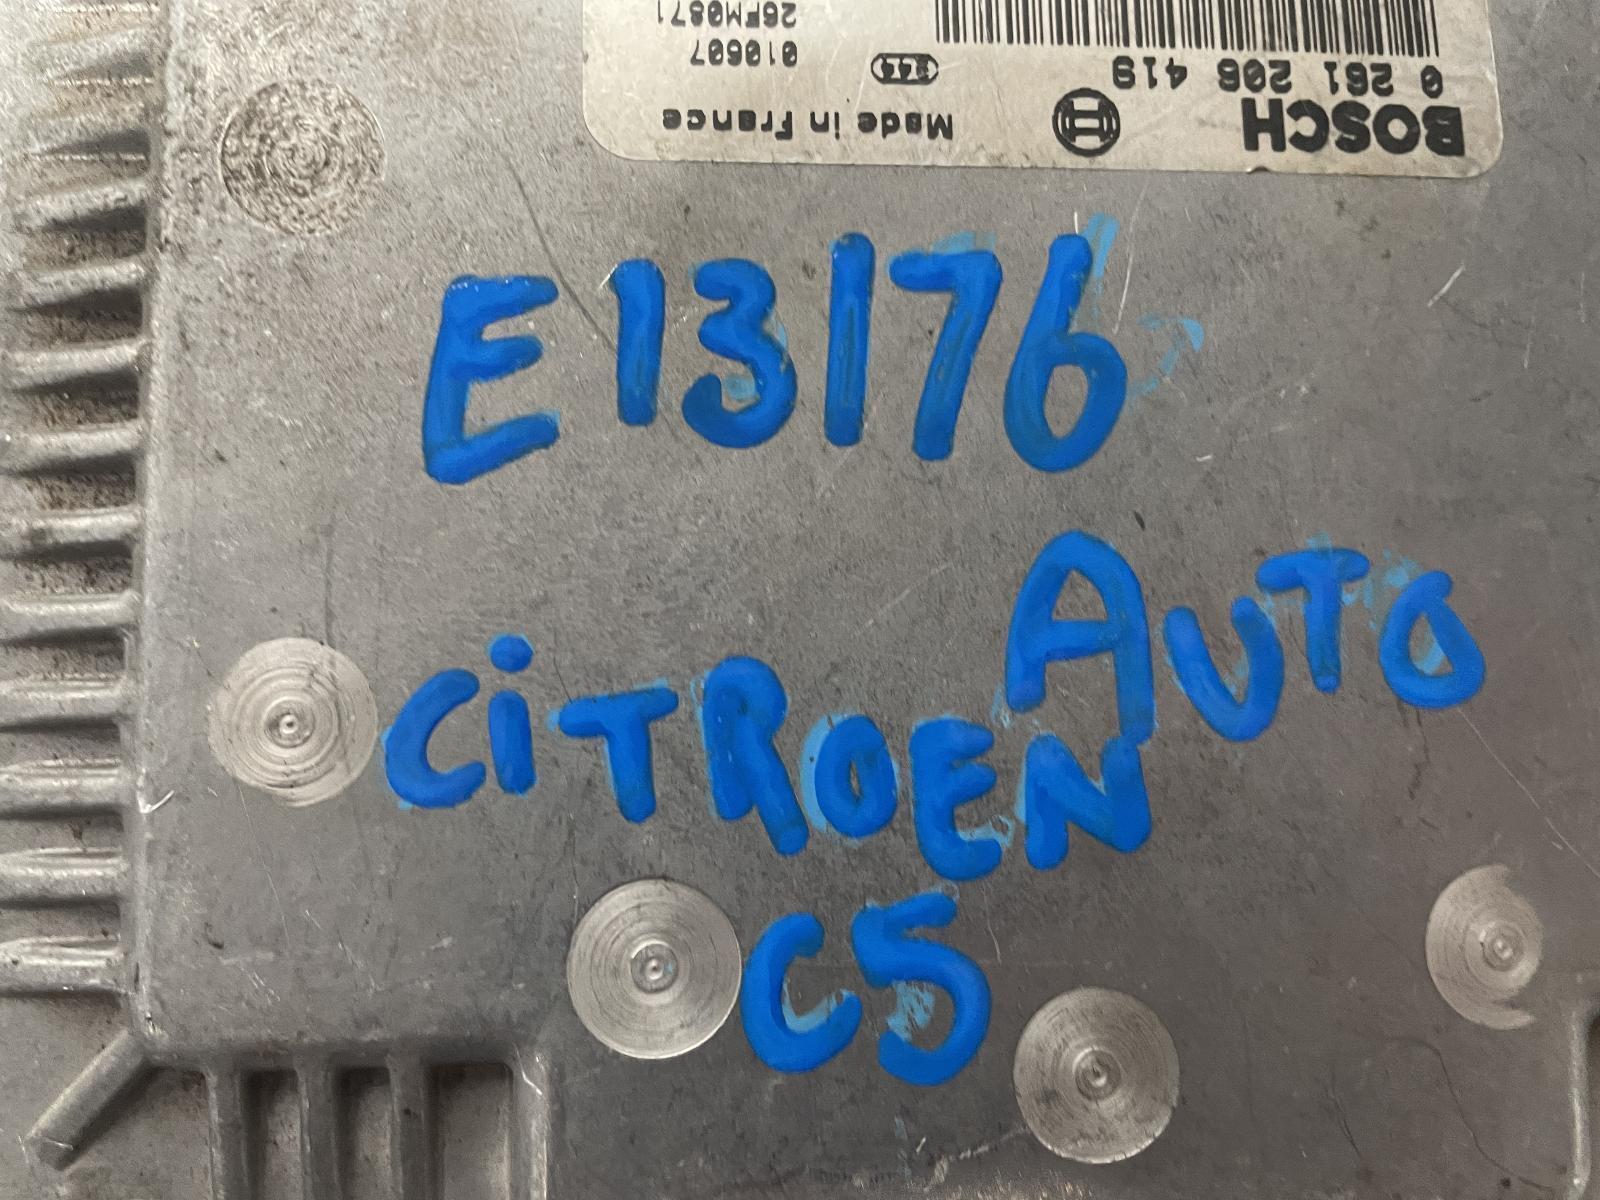 E13176
AUTO
CiTROEN
C5
BOSCH
Made in France
0 261 206 419
010607
26FM0871